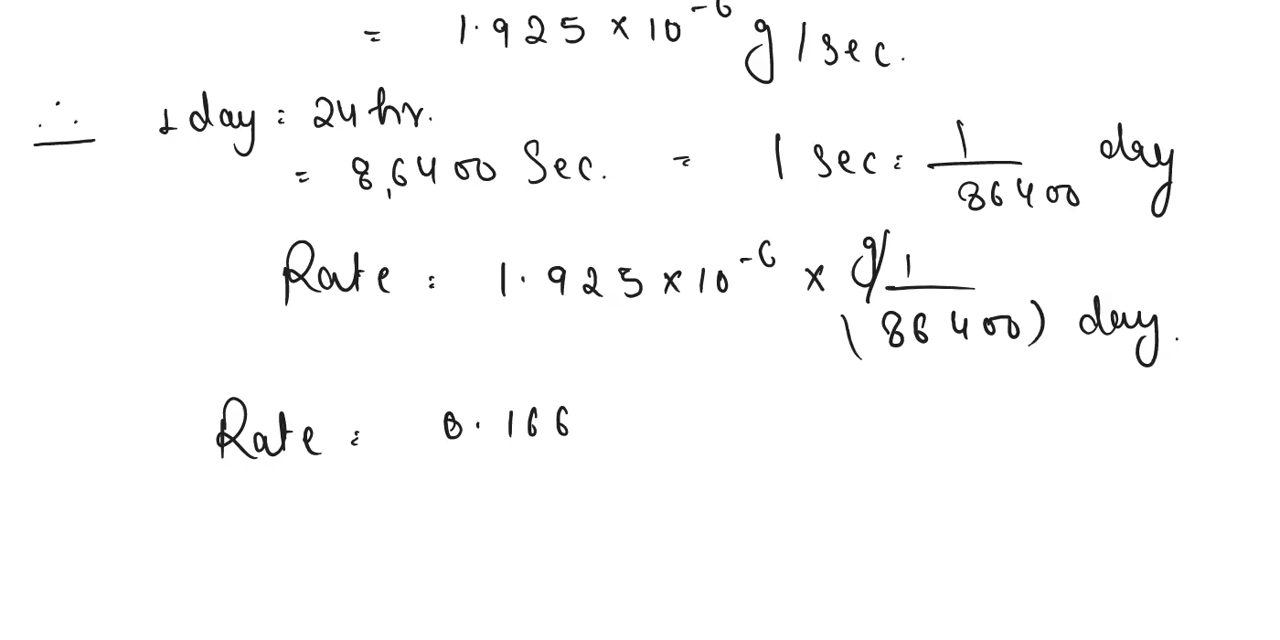 = 1.925 × 10⁻⁶ g/sec.
∴ 1 day = 24 hr.
= 8,6400 Sec. = 1 sec = 1/86400 day
Rate = 1.925 × 10⁻⁶ × g/1/(86400) day.
Rate = 0.166